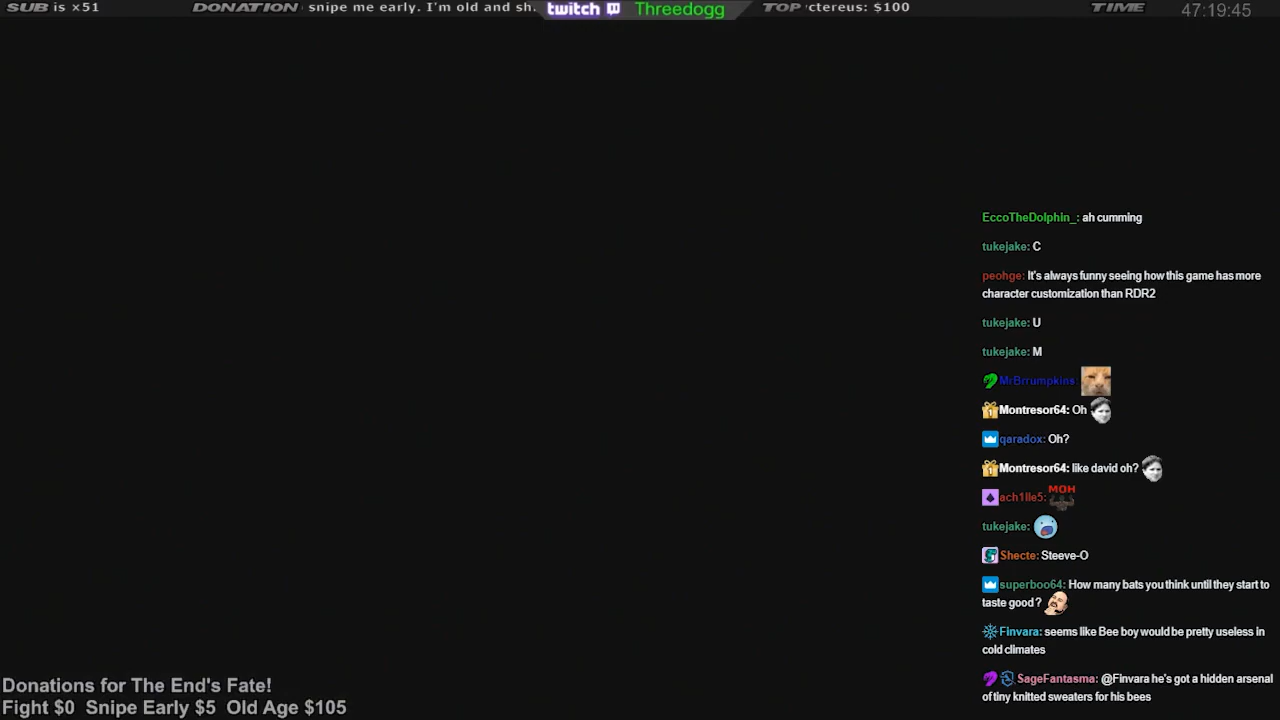 SUB is ×51 DONATION snipe me early. I'm old and sh. twitch Threedogg TOP ctereus: $100 TIME 47:19:45
EccoTheDolphin_: ah cumming
tukejake: C
peohge: It's always funny seeing how this game has more
character customization than RDR2
tukejake: U
tukejake: M
MrBrrumpkins:
Montresor64: Oh
qaradox: Oh?
Montresor64: like david oh?
ach1lle5: MOH
tukejake:
Shecte: Steeve-O
superboo64: How many bats you think until they start to
taste good ?
Finvara: seems like Bee boy would be pretty useless in
cold climates
SageFantasma: @Finvara he's got a hidden arsenal
of tiny knitted sweaters for his bees
Donations for The End's Fate!
Fight $0 Snipe Early $5 Old Age $105